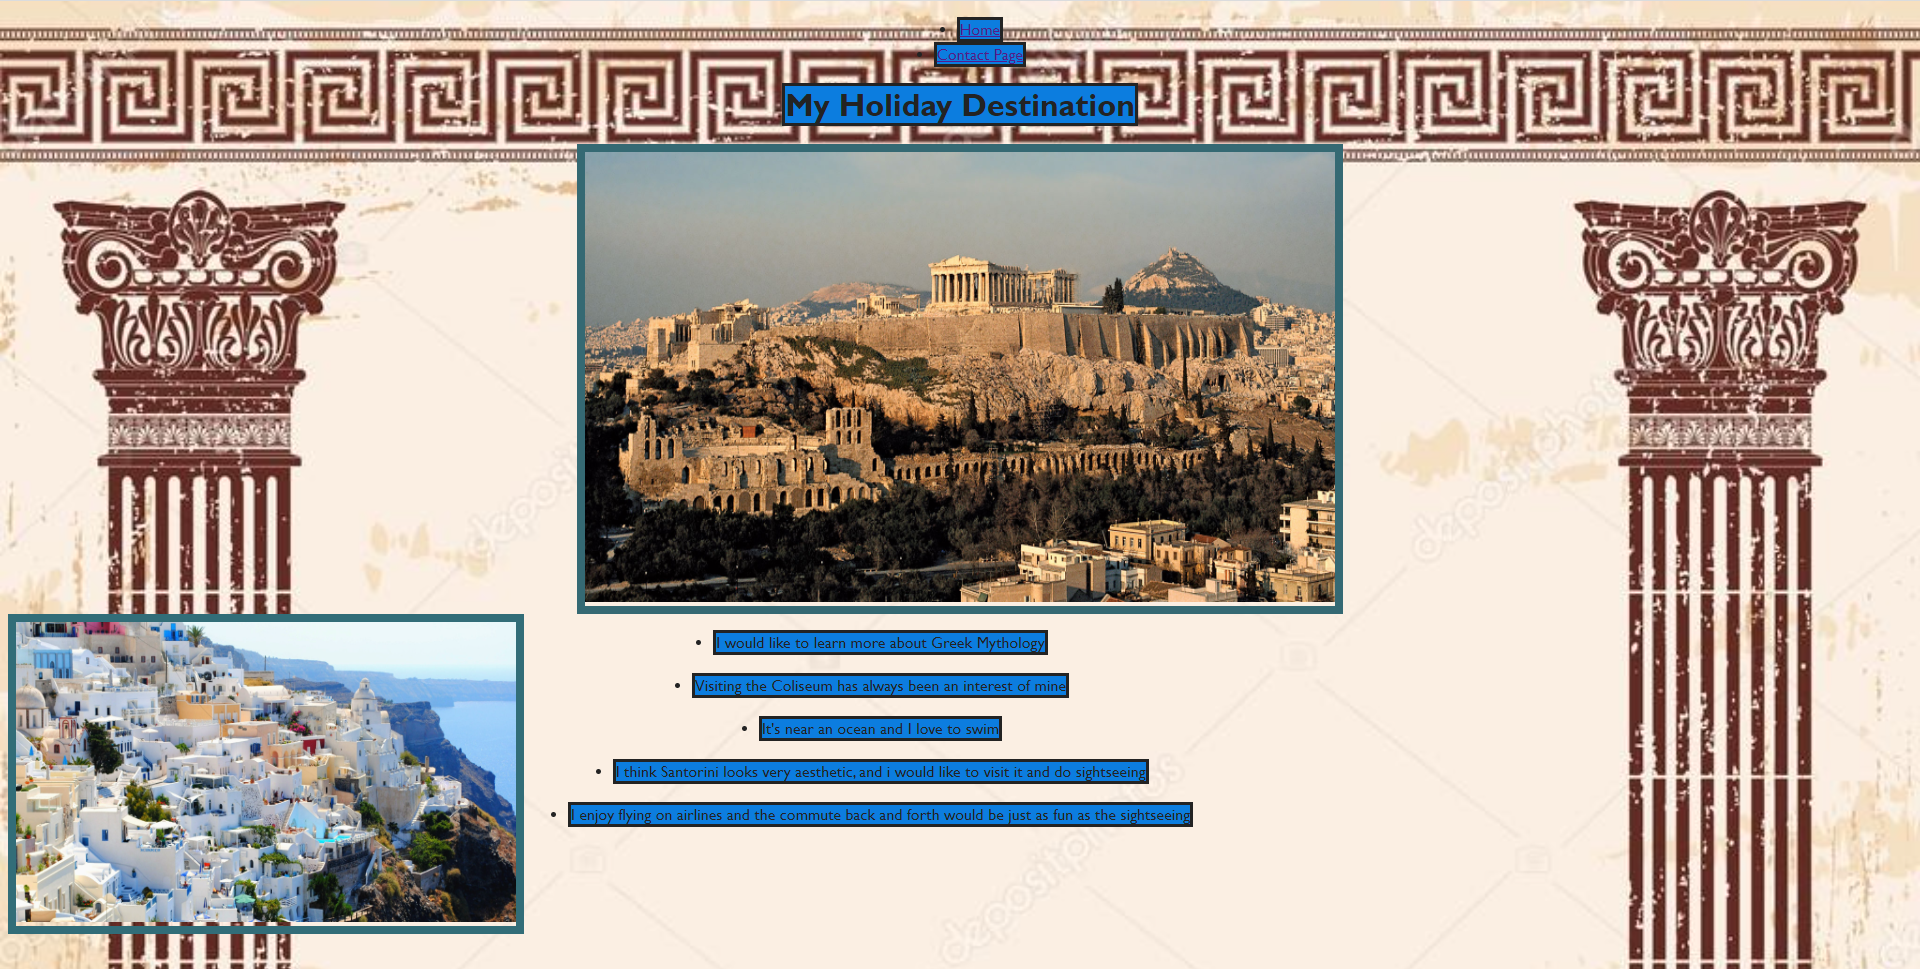 Home
Contact Page
My Holiday Destination
I would like to learn more about Greek Mythology
Visiting the Coliseum has always been an interest of mine
It's near an ocean and I love to swim
I think Santorini looks very aesthetic, and i would like to visit it and do sightseeing
I enjoy flying on airlines and the commute back and forth would be just as fun as the sightseeing
depositphotos
depositphotos
depositphotos